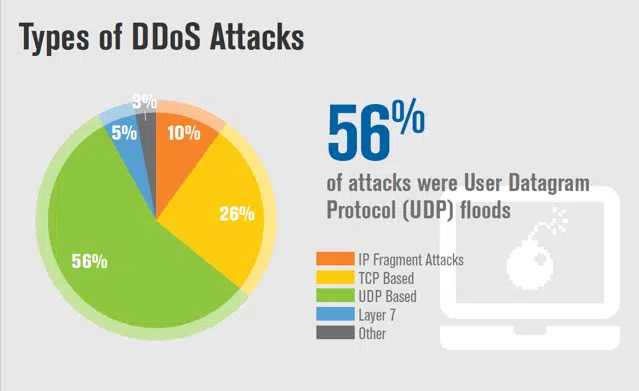 Types of DDoS Attacks
3%
5%
10%
26%
56%
56%
of attacks were User Datagram
Protocol (UDP) floods
IP Fragment Attacks
TCP Based
UDP Based
Layer 7
Other